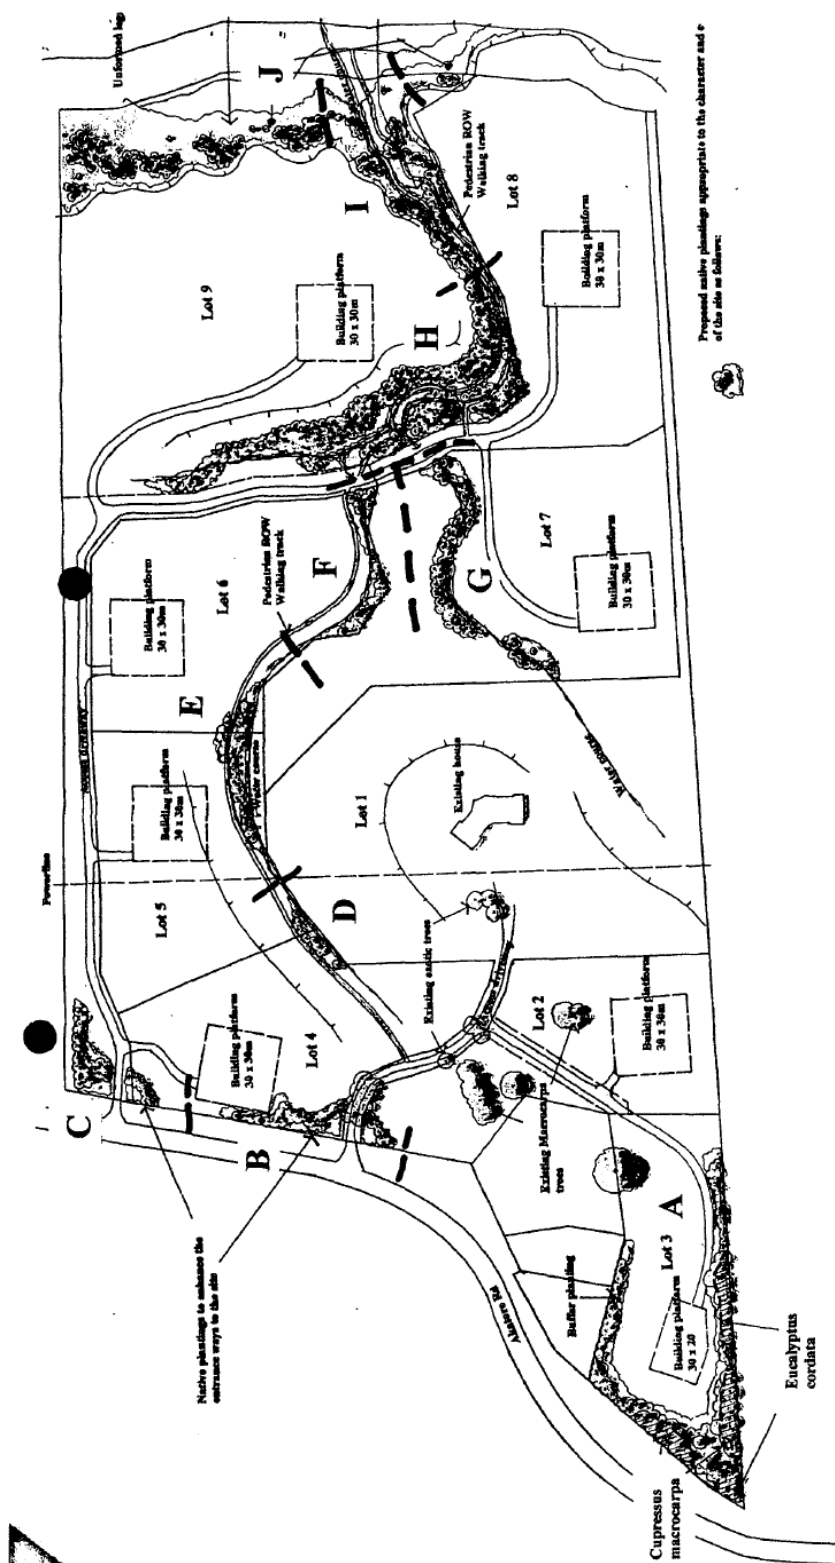 Unformed leg
Powerline
Native plantings to enhance the
entrance ways to the site
C
B
J
I
Lot 9
Building platform
30 x 30m
H
Pedestrian ROW
Walking track
Lot 8
Building platform
30 x 30m
Lot 6
Building platform
30 x 30m
Pedestrian ROW
Walking track
F
E
G
Lot 7
Building platform
30 x 30m
Lot 5
Building platform
30 x 30m
Water course
Lot 4
Building platform
30 x 30m
D
Lot 1
Existing house
Water course
Existing exotic trees
Lot 2
Building platform
30 x 30m
Existing Macrocarpa
trees
Akatore Rd
Buffer planting
A
Lot 3
Building platform
30 x 20
Cupressus
macrocarpa
Eucalyptus
cordata
Proposed native plantings appropriate to the character and e
of the site as follows: